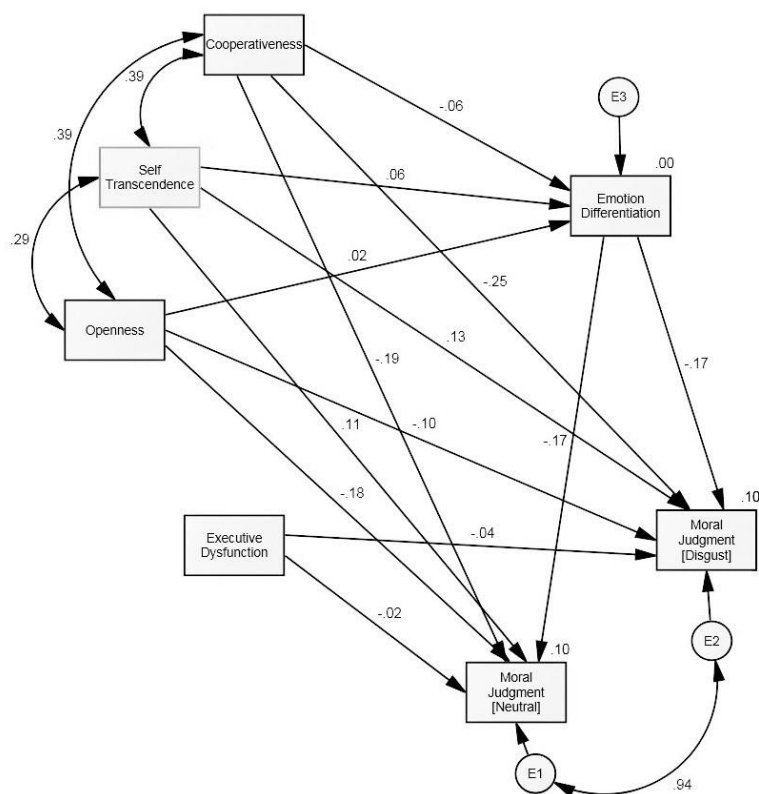 Cooperativeness
E3
.39
-.06
.39
.00
Self
Transcendence
.06
Emotion
Differentiation
.29
.02
-.25
Openness
.13
-.19
-.17
.11
-.10
-.17
-.18
.10
Executive
Dysfunction
-.04
Moral
Judgment
[Disgust]
-.02
E2
.10
Moral
Judgment
[Neutral]
E1
.94